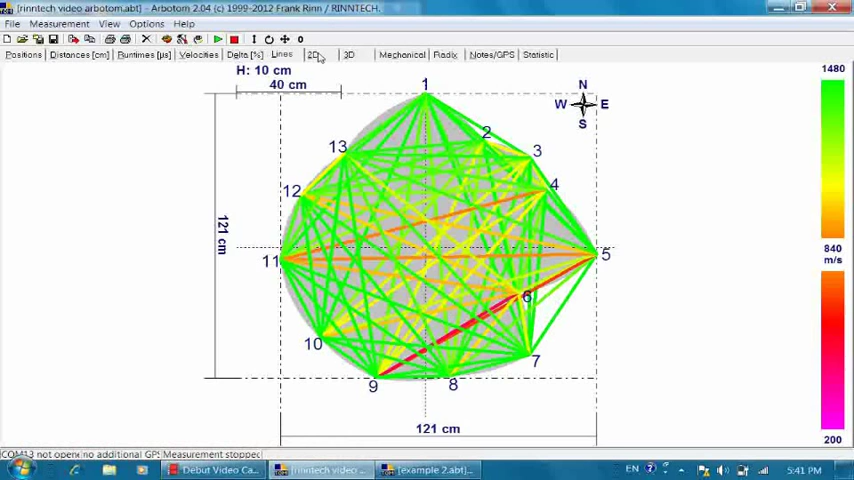 [rinntech video arbotom.abt] - Arbotom 2.04 (c) 1999-2012 Frank Rinn / RINNTECH.
File Measurement View Options Help
Positions Distances [cm] Runtimes [µs] Velocities Delta [%] Lines 2D 3D Mechanical Radix Notes/GPS Statistic
H: 10 cm
40 cm
1480
N
W E
S
1
2
13
3
12
4
121 cm
840
m/s
11
5
6
10
7
9
8
121 cm
200
COM13 not opened no additional GPS Measurement stopped
Debut Video Ca...
[rinntech video ...
[example 2.abt]...
EN
5:41 PM